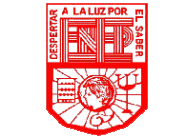 DESPERTAR A LA LUZ POR EL SABER
ENP